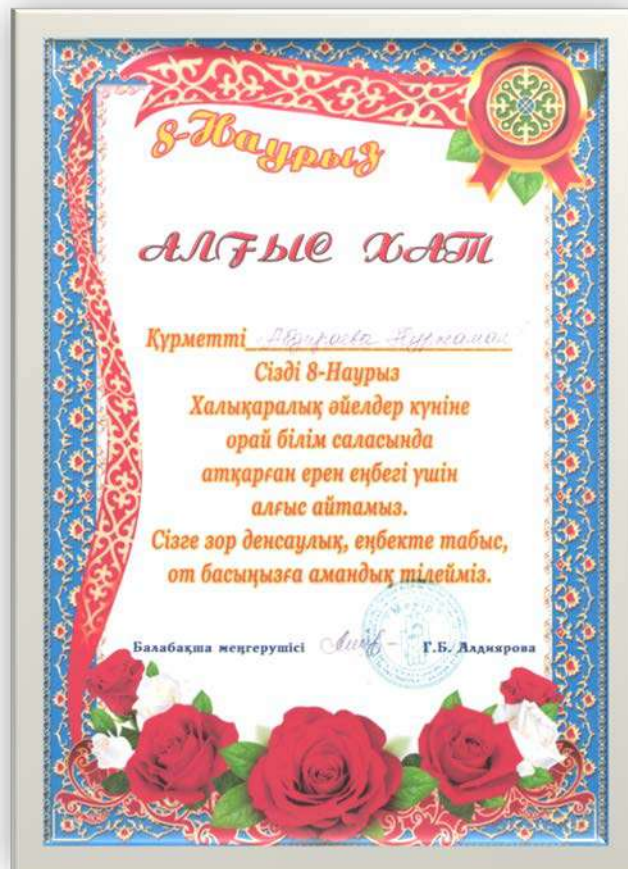 8-Наурыз
АЛҒЫС ХАТ
Құрметті
Сізді 8-Наурыз
Халықаралық әйелдер күніне
орай білім саласында
атқарған ерен еңбегі үшін
алғыс айтамыз.
Сізге зор денсаулық, еңбекте табыс,
от басыңызға амандық тілейміз.
Балабақша меңгерушісі Г.Б. Алдиярова